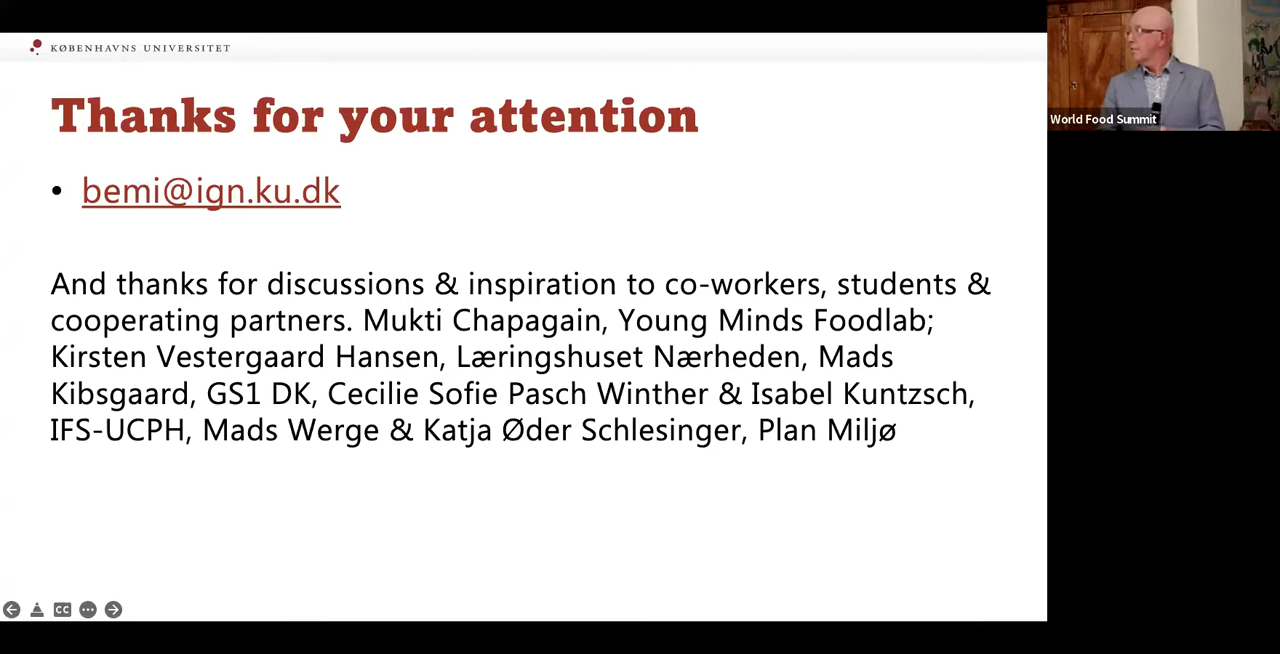 KØBENHAVNS UNIVERSITET
Thanks for your attention
• bemi@ign.ku.dk
And thanks for discussions & inspiration to co-workers, students &
cooperating partners. Mukti Chapagain, Young Minds Foodlab;
Kirsten Vestergaard Hansen, Læringshuset Nærheden, Mads
Kibsgaard, GS1 DK, Cecilie Sofie Pasch Winther & Isabel Kuntzsch,
IFS-UCPH, Mads Werge & Katja Øder Schlesinger, Plan Miljø
World Food Summit
CC